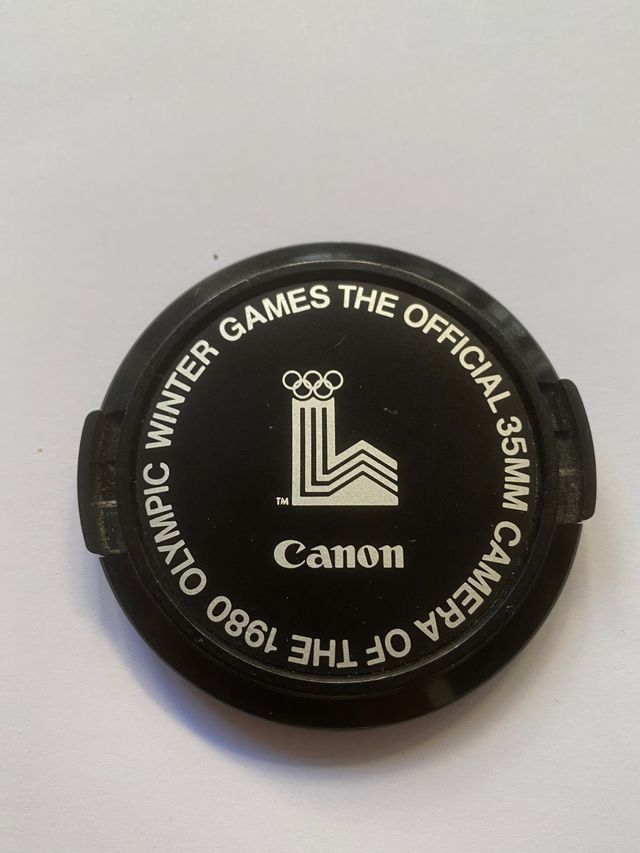 THE OFFICIAL 35MM CAMERA OF THE 1980 OLYMPIC WINTER GAMES
TM
Canon